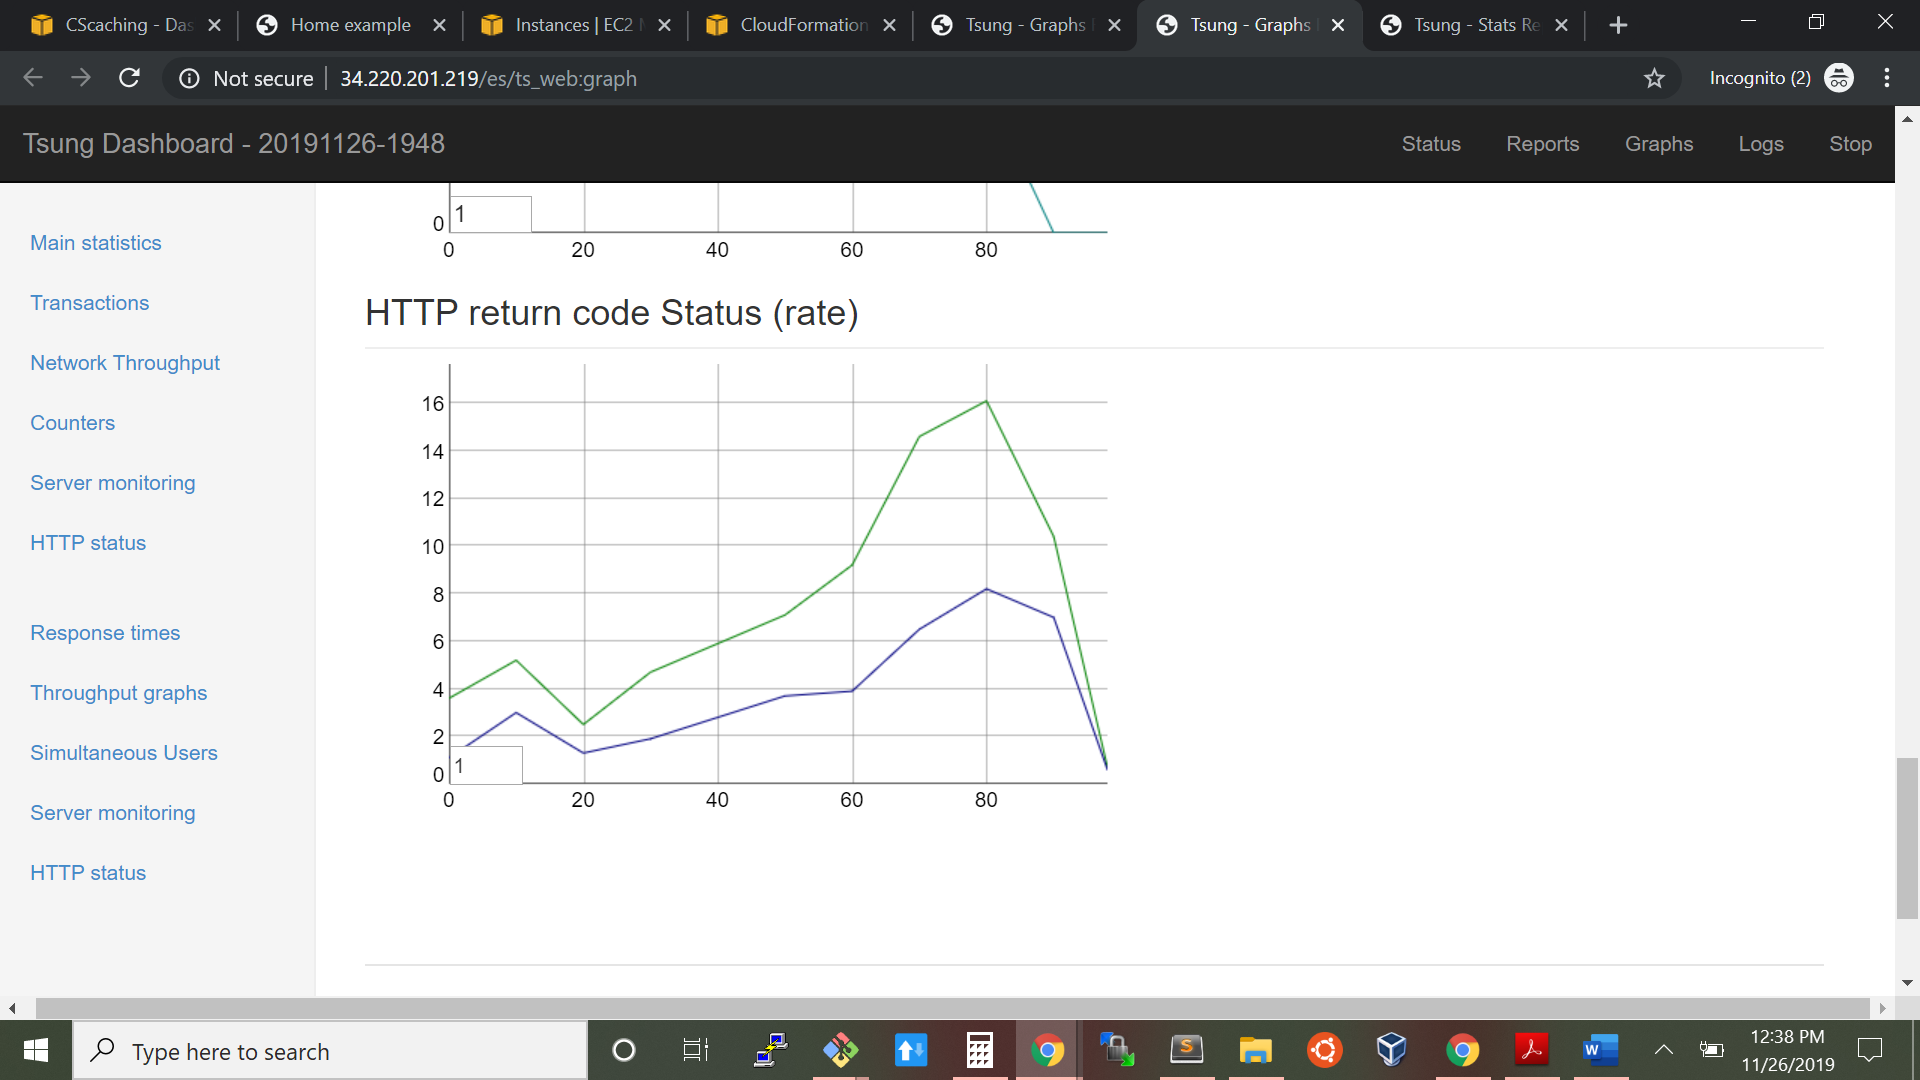 CScaching - Das
Home example
Instances | EC2 M
CloudFormation
Tsung - Graphs
Tsung - Graphs
Tsung - Stats Re
Not secure
34.220.201.219/es/ts_web:graph
Incognito (2)
Tsung Dashboard - 20191126-1948
Status
Reports
Graphs
Logs
Stop
Main statistics
Transactions
Network Throughput
Counters
Server monitoring
HTTP status
Response times
Throughput graphs
Simultaneous Users
Server monitoring
HTTP status
0
1
0 20 40 60 80
HTTP return code Status (rate)
16
14
12
10
8
6
4
2
0
1
0 20 40 60 80
Type here to search
12:38 PM
11/26/2019